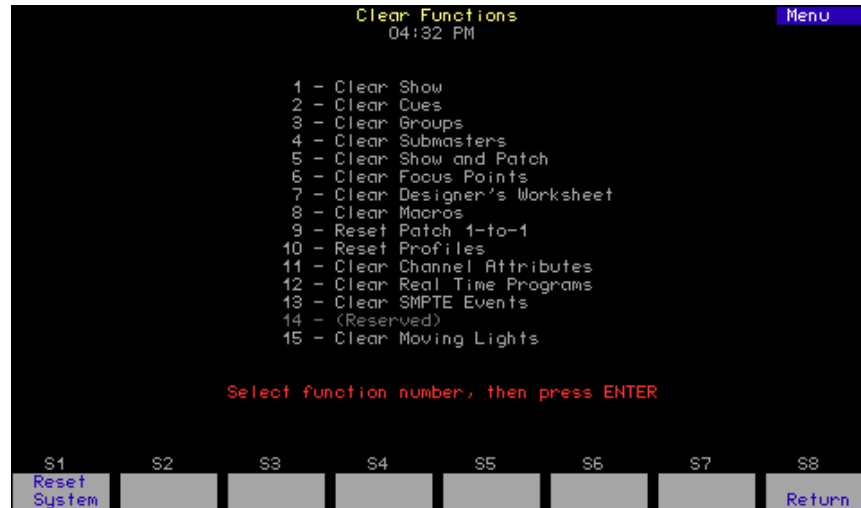 Clear Functions
Menu
04:32 PM
1 - Clear Show
2 - Clear Cues
3 - Clear Groups
4 - Clear Submasters
5 - Clear Show and Patch
6 - Clear Focus Points
7 - Clear Designer's Worksheet
8 - Clear Macros
9 - Reset Patch 1-to-1
10 - Reset Profiles
11 - Clear Channel Attributes
12 - Clear Real Time Programs
13 - Clear SMPTE Events
14 - (Reserved)
15 - Clear Moving Lights
Select function number, then press ENTER
S1 S2 S3 S4 S5 S6 S7 S8
Reset
System Return